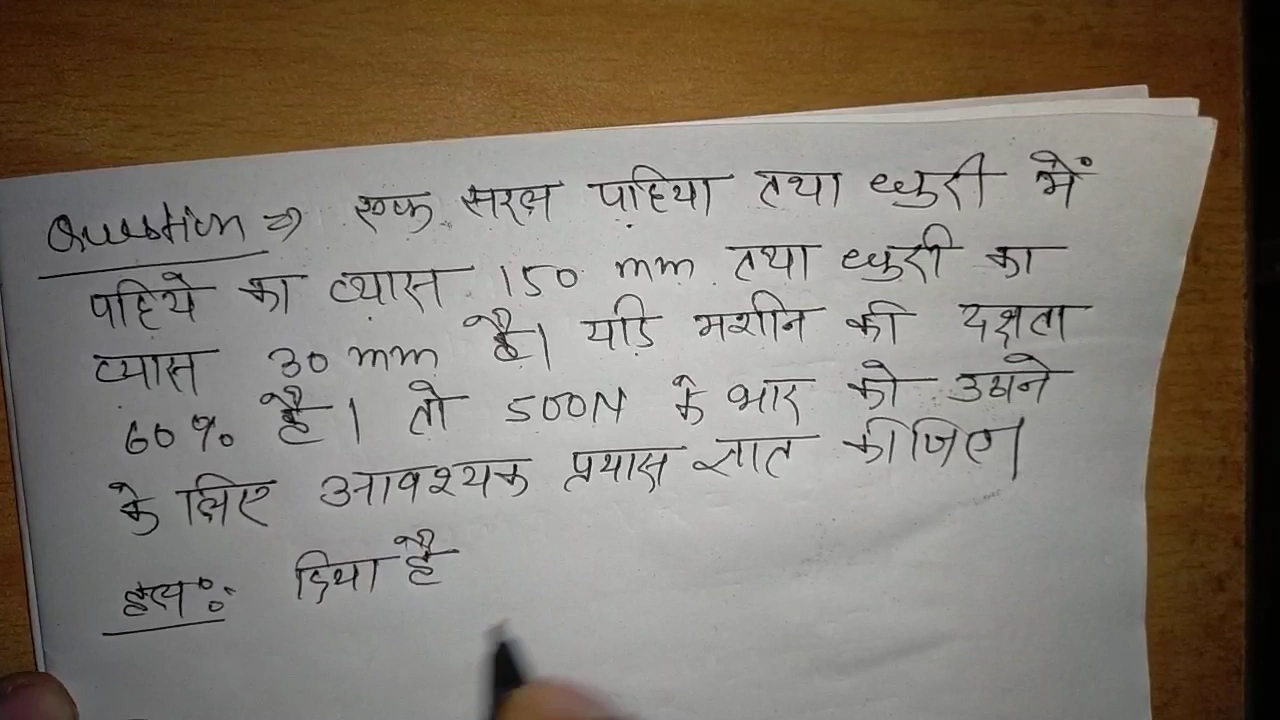 Question ⇒ एक सरल पहिया तथा धुरी में
पहिये का व्यास 150 mm तथा धुरी का
व्यास 30 mm है। यदि मशीन की दक्षता
60% है। तो 500N के भार को उठाने
के लिए आवश्यक प्रयास ज्ञात कीजिए।
हल:- दिया है